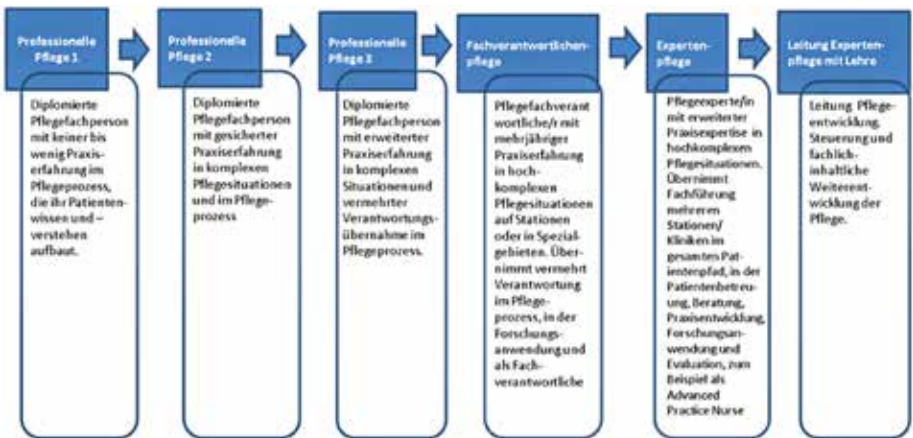 Professionelle
Pflege 1
Diplomierte
Pflegefachperson
mit keiner bis
wenig Praxis-
erfahrung im
Pflegeprozess,
die ihr Patienten-
wissen und –
verstehen
aufbaut.
Professionelle
Pflege 2
Diplomierte
Pflegefachperson
mit gesicherter
Praxiserfahrung
in komplexen
Pflegesituationen
und im Pflege-
prozess
Professionelle
Pflege 3
Diplomierte
Pflegefachperson
mit erweiterter
Praxiserfahrung
in komplexen
Situationen und
vermehrter
Verantwortungs-
übernahme im
Pflegeprozess.
Fachverantwortlichen-
pflege
Pflegefachverant
wortliche/r mit
mehrjähriger
Praxiserfahrung
in hoch-
komplexen
Pflegesituationen
auf Stationen
oder in Spezial-
gebieten. Über-
nimmt vermehrt
Verantwortung
im Pflege-
prozess, in der
Forschungs-
anwendung und
als Fach-
verantwortliche
Experten-
pflege
Pflegeexperte/in
mit erweiterter
Praxisexpertise in
hochkomplexen
Pflegesituationen.
Übernimmt
Fachführung
mehreren
Stationen/
Kliniken im
gesamten Pat-
ientenpfad, in der
Patientenbetreu-
ung, Beratung,
Praxisentwicklung,
Forschungsan-
wendung und
Evaluation, zum
Beispiel als
Advanced
Practice Nurse
Leitung Experten-
pflege mit Lehre
Leitung Pflege-
entwicklung,
Steuerung und
fachlich-
inhaltliche
Weiterent-
wicklung der
Pflege.